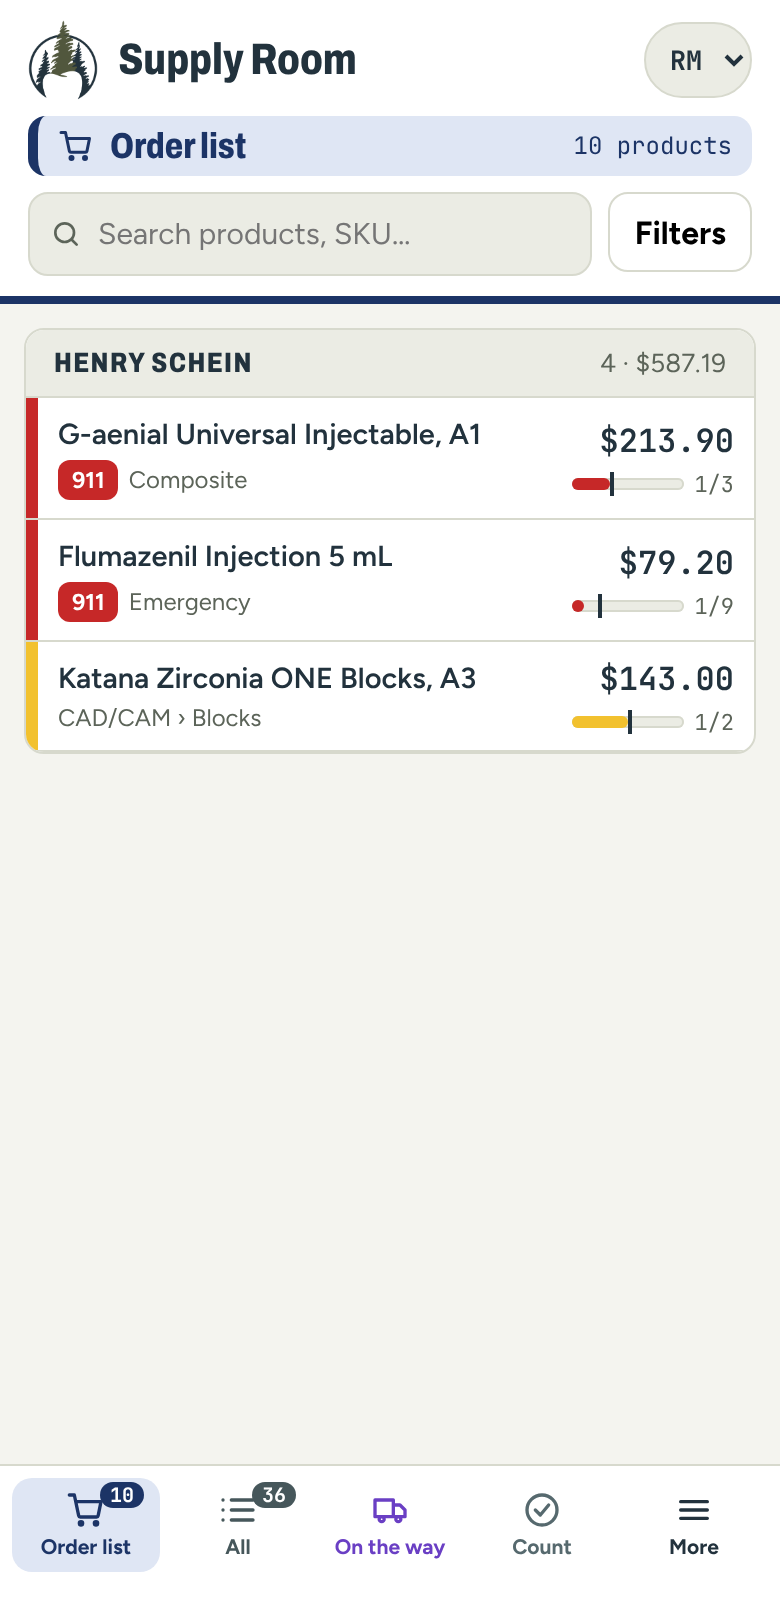 Supply Room
RM
Order list
10 products
Search products, SKU...
Filters
HENRY SCHEIN
4 · $587.19
G-aenial Universal Injectable, A1
$213.90
911 Composite
1/3
Flumazenil Injection 5 mL
$79.20
911 Emergency
1/9
Katana Zirconia ONE Blocks, A3
$143.00
CAD/CAM › Blocks
1/2
10
36
Order list
All
On the way
Count
More